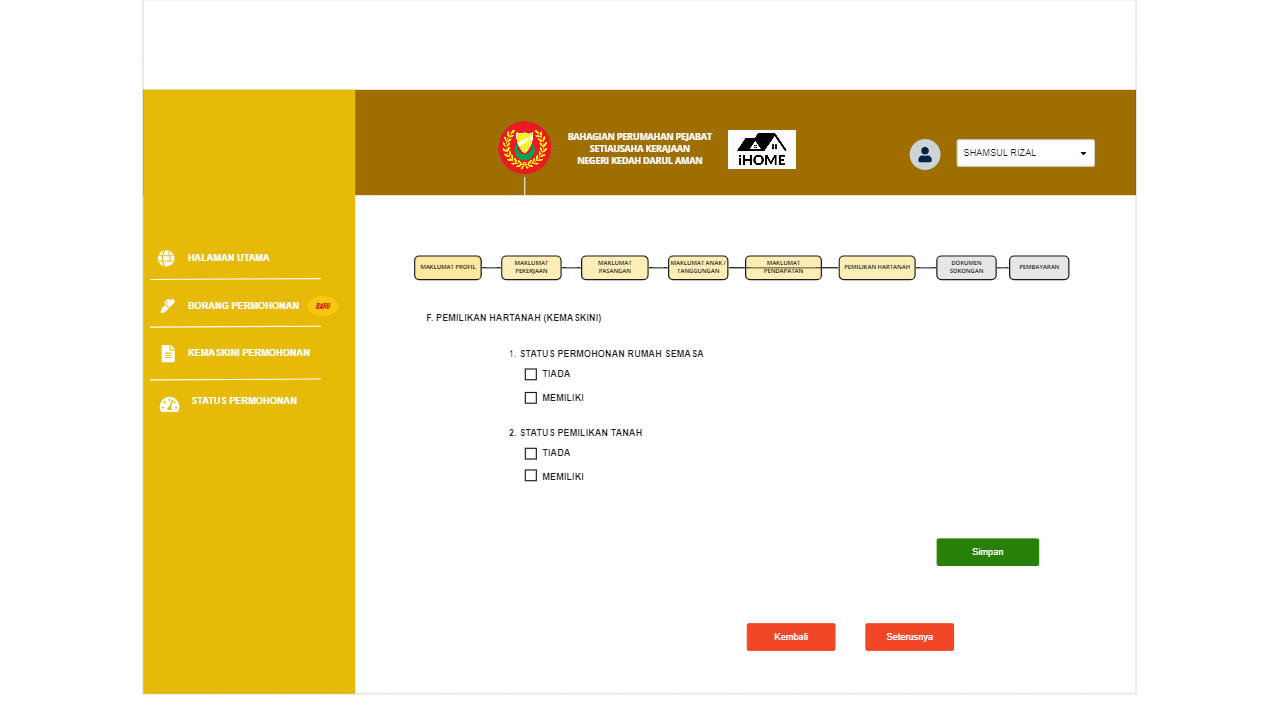 BAHAGIAN PERUMAHAN PEJABAT
SETIAUSAHA KERAJAAN
NEGERI KEDAH DARUL AMAN
iHOME
SHAMSUL RIZAL
HALAMAN UTAMA
BORANG PERMOHONAN
BARU
KEMASKINI PERMOHONAN
STATUS PERMOHONAN
MAKLUMAT PROFIL
MAKLUMAT
PEKERJAAN
MAKLUMAT
PASANGAN
MAKLUMAT ANAK /
TANGGUNGAN
MAKLUMAT
PENDAPATAN
PEMILIKAN HARTANAH
DOKUMEN
SOKONGAN
PEMBAYARAN
F. PEMILIKAN HARTANAH (KEMASKINI)
1. STATUS PERMOHONAN RUMAH SEMASA
TIADA
MEMILIKI
2. STATUS PEMILIKAN TANAH
TIADA
MEMILIKI
Simpan
Kembali
Seterusnya